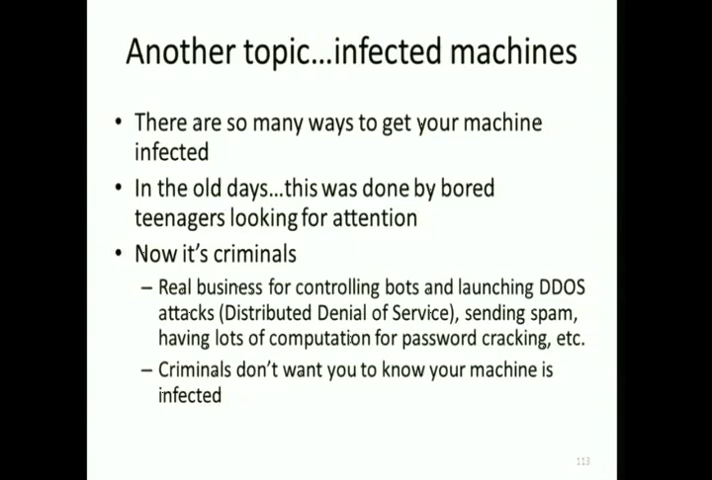 Another topic...infected machines
• There are so many ways to get your machine
infected
• In the old days...this was done by bored
teenagers looking for attention
• Now it's criminals
– Real business for controlling bots and launching DDOS
attacks (Distributed Denial of Service), sending spam,
having lots of computation for password cracking, etc.
– Criminals don't want you to know your machine is
infected
113